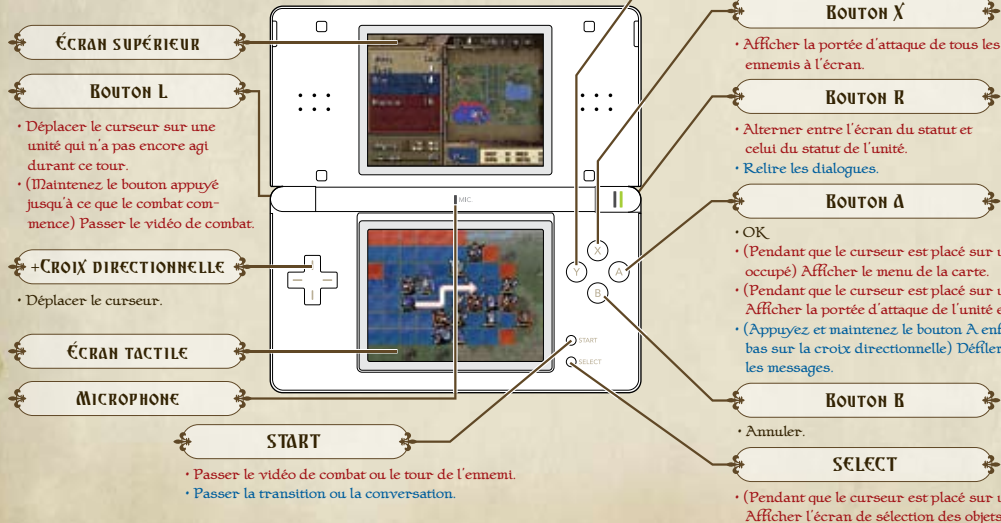 ÉCRAN SUPÉRIEUR
BOUTON L
• Déplacer le curseur sur une
unité qui n'a pas encore agi
durant ce tour.
• (Maintenez le bouton appuyé
jusqu'à ce que le combat com-
mence) Passer le vidéo de combat.
+CROIX DIRECTIONNELLE
• Déplacer le curseur.
ÉCRAN TACTILE
MICROPHONE
START
• Passer le vidéo de combat ou le tour de l'ennemi.
• Passer la transition ou la conversation.
MIC.
X
Y
A
B
START
SELECT
BOUTON X
• Afficher la portée d'attaque de tous les
ennemis à l'écran.
BOUTON R
• Alterner entre l'écran du statut et
celui du statut de l'unité.
• Relire les dialogues.
BOUTON A
• OK
• (Pendant que le curseur est placé sur
occupé) Afficher le menu de la carte.
• (Pendant que le curseur est placé sur
Afficher la portée d'attaque de l'unité
• (Appuyez et maintenez le bouton A
bas sur la croix directionnelle) Défiler
les messages.
BOUTON B
• Annuler.
SELECT
• (Pendant que le curseur est placé sur
Afficher l'écran de sélection des objets